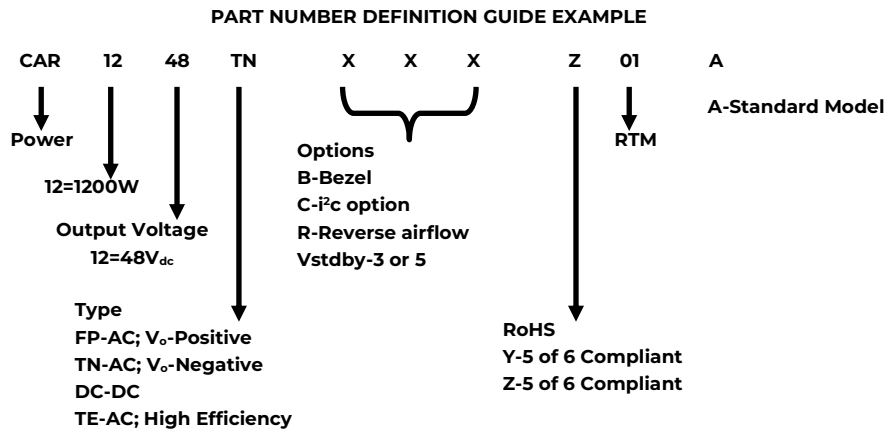 PART NUMBER DEFINITION GUIDE EXAMPLE
CAR 12 48 TN X X X Z 01 A
A-Standard Model
Power
RTM
12=1200W
Options
B-Bezel
C-i²c option
R-Reverse airflow
Vstdby-3 or 5
Output Voltage
12=48Vdc
Type
FP-AC; Vo-Positive
TN-AC; Vo-Negative
DC-DC
TE-AC; High Efficiency
RoHS
Y-5 of 6 Compliant
Z-5 of 6 Compliant